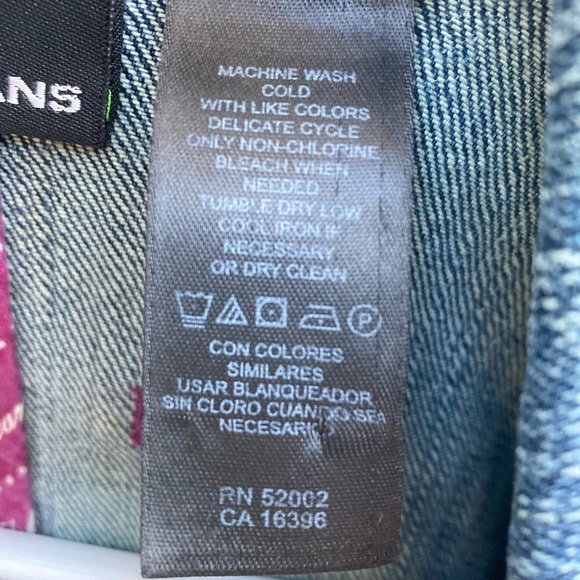 ANS
MACHINE WASH
COLD
WITH LIKE COLORS
DELICATE CYCLE
ONLY NON-CHLORINE
BLEACH WHEN
NEEDED
TUMBLE DRY LOW
COOL IRON IF
NECESSARY
OR DRY CLEAN
P
CON COLORES
SIMILARES
USAR BLANQUEADOR
SIN CLORO CUANDO SEA
NECESARIO
RN 52002
CA 16396